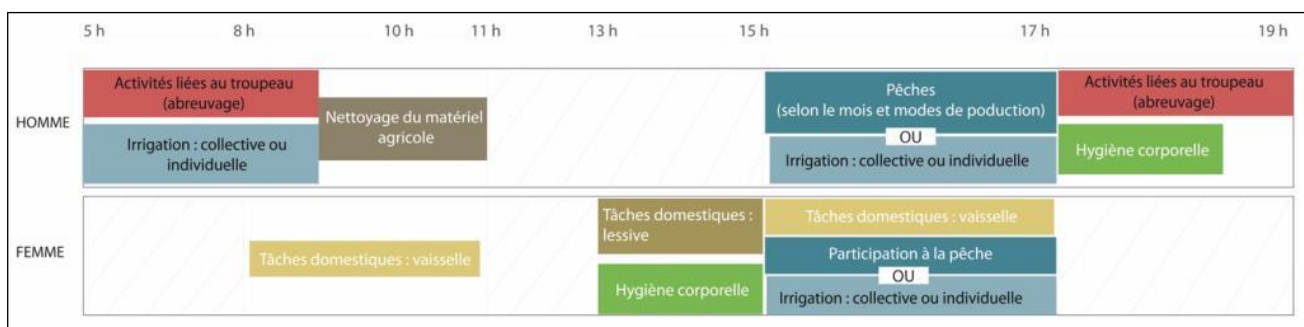 5 h 8 h 10 h 11 h 13 h 15 h 17 h 19 h
HOMME
Activités liées au troupeau
(abreuvage)
Irrigation : collective ou
individuelle
Nettoyage du matériel
agricole
Pêches
(selon le mois et modes de poduction)
OU
Irrigation : collective ou individuelle
Activités liées au troupeau
(abreuvage)
Hygiène corporelle
FEMME
Tâches domestiques : vaisselle
Tâches domestiques :
lessive
Hygiène corporelle
Tâches domestiques : vaisselle
Participation à la pêche
OU
Irrigation : collective ou individuelle